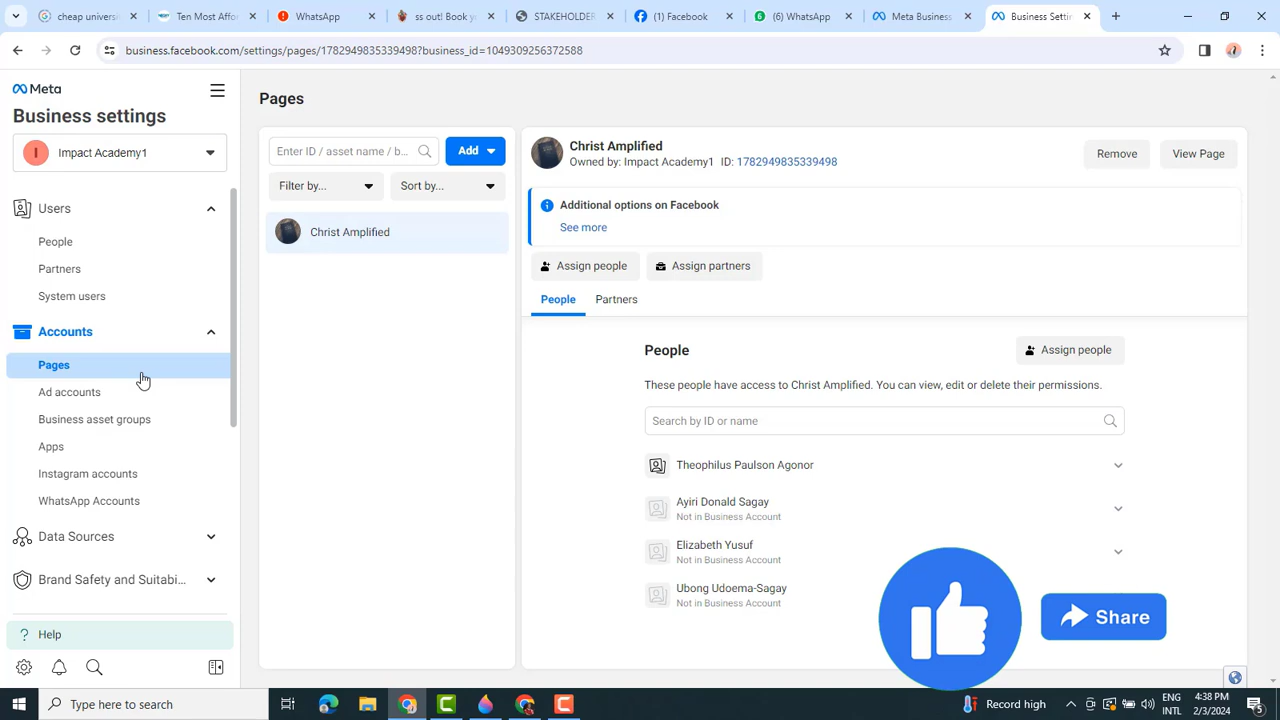 cheap univers
Ten Most Affo
WhatsApp
ss out! Book y
STAKEHOLDE
(1) Facebook
(6) WhatsApp
Meta Business
Business Setti
business.facebook.com/settings/pages/1782949835339498?business_id=1049309256372588
Meta
Business settings
I
Impact Academy1
Users
People
Partners
System users
Accounts
Pages
Ad accounts
Business asset groups
Apps
Instagram accounts
WhatsApp Accounts
Data Sources
Brand Safety and Suitabi...
Help
Pages
Enter ID / asset name / b...
Add
Filter by...
Sort by...
Christ Amplified
Christ Amplified
Owned by: Impact Academy1 ID: 1782949835339498
Remove
View Page
Additional options on Facebook
See more
Assign people
Assign partners
People
Partners
People
Assign people
These people have access to Christ Amplified. You can view, edit or delete their permissions.
Search by ID or name
Theophilus Paulson Agonor
Ayiri Donald Sagay
Not in Business Account
Elizabeth Yusuf
Not in Business Account
Ubong Udoema-Sagay
Not in Business Account
Share
Type here to search
Record high
ENG
INTL
4:38 PM
2/3/2024
5